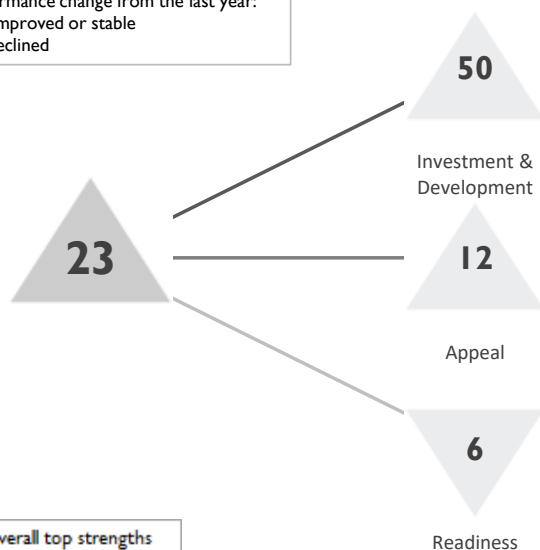 rmance change from the last year:
mproved or stable
eclined
50
Investment &
Development
23
12
Appeal
6
Readiness
verall top strengths